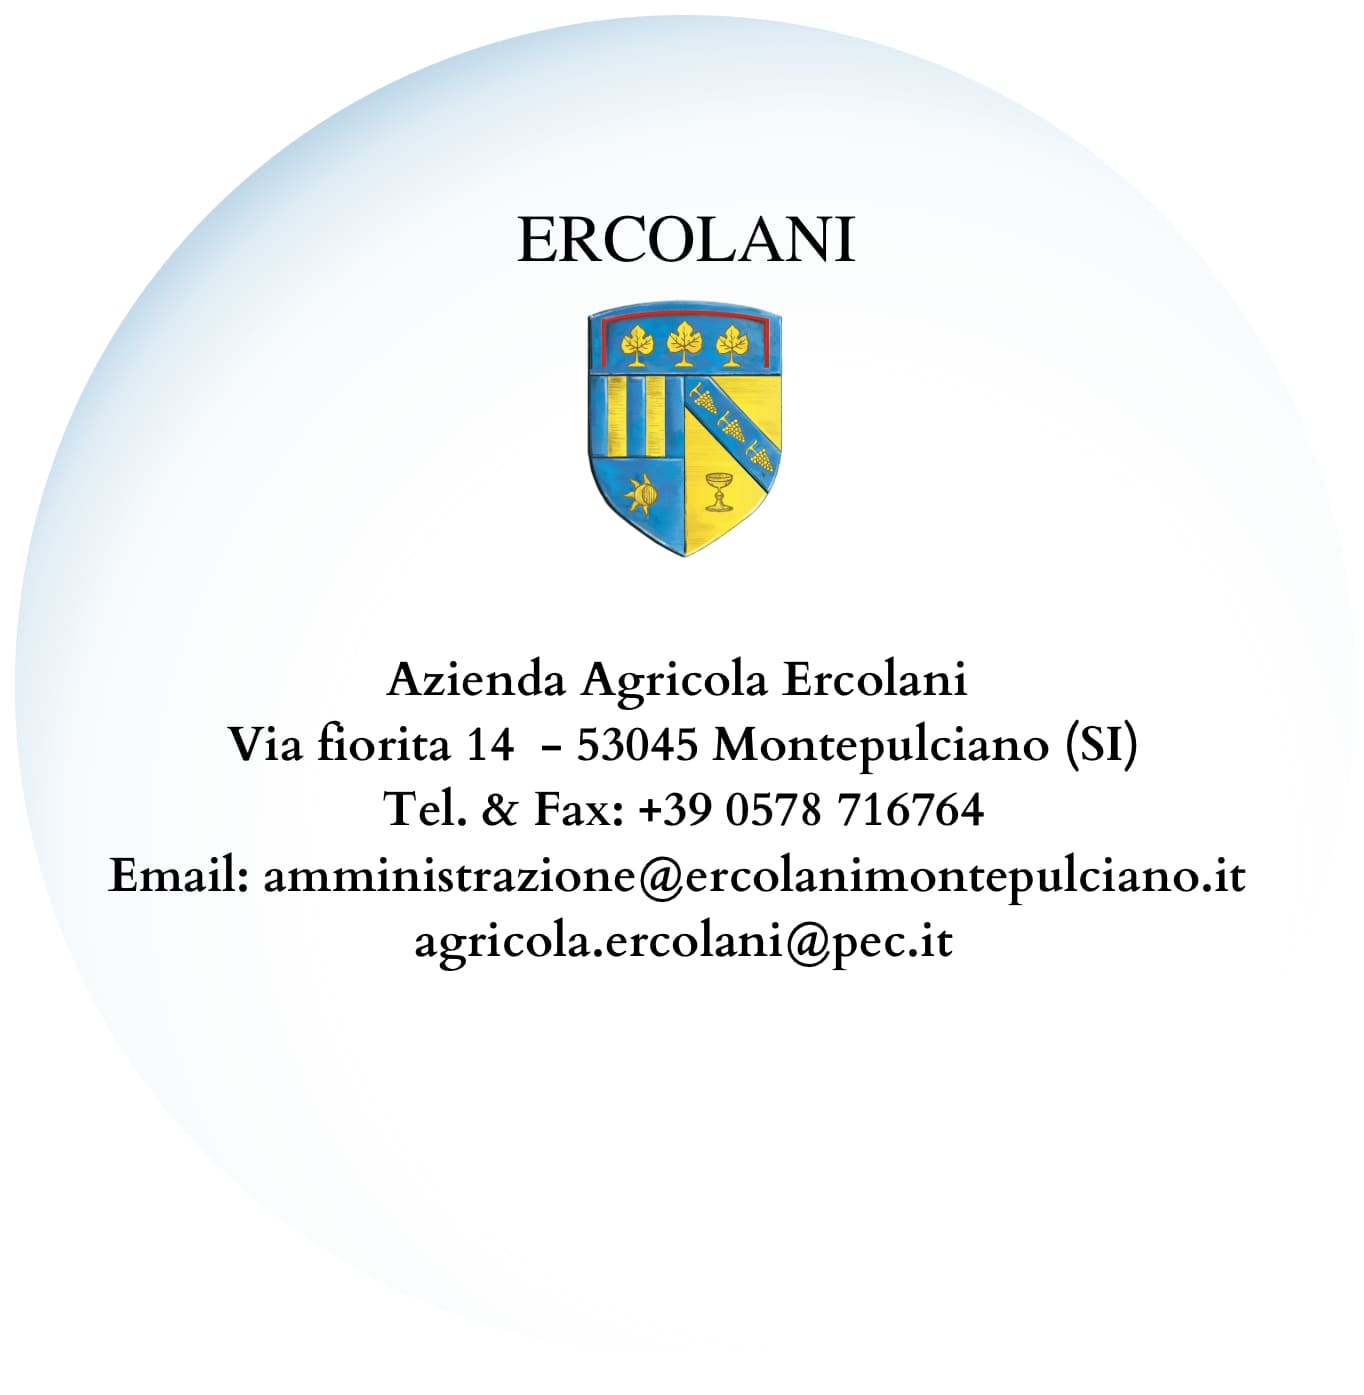 ERCOLANI
Azienda Agricola Ercolani
Via fiorita 14 - 53045 Montepulciano (SI)
Tel. & Fax: +39 0578 716764
Email: amministrazione@ercolanimontepulciano.it
agricola.ercolani@pec.it